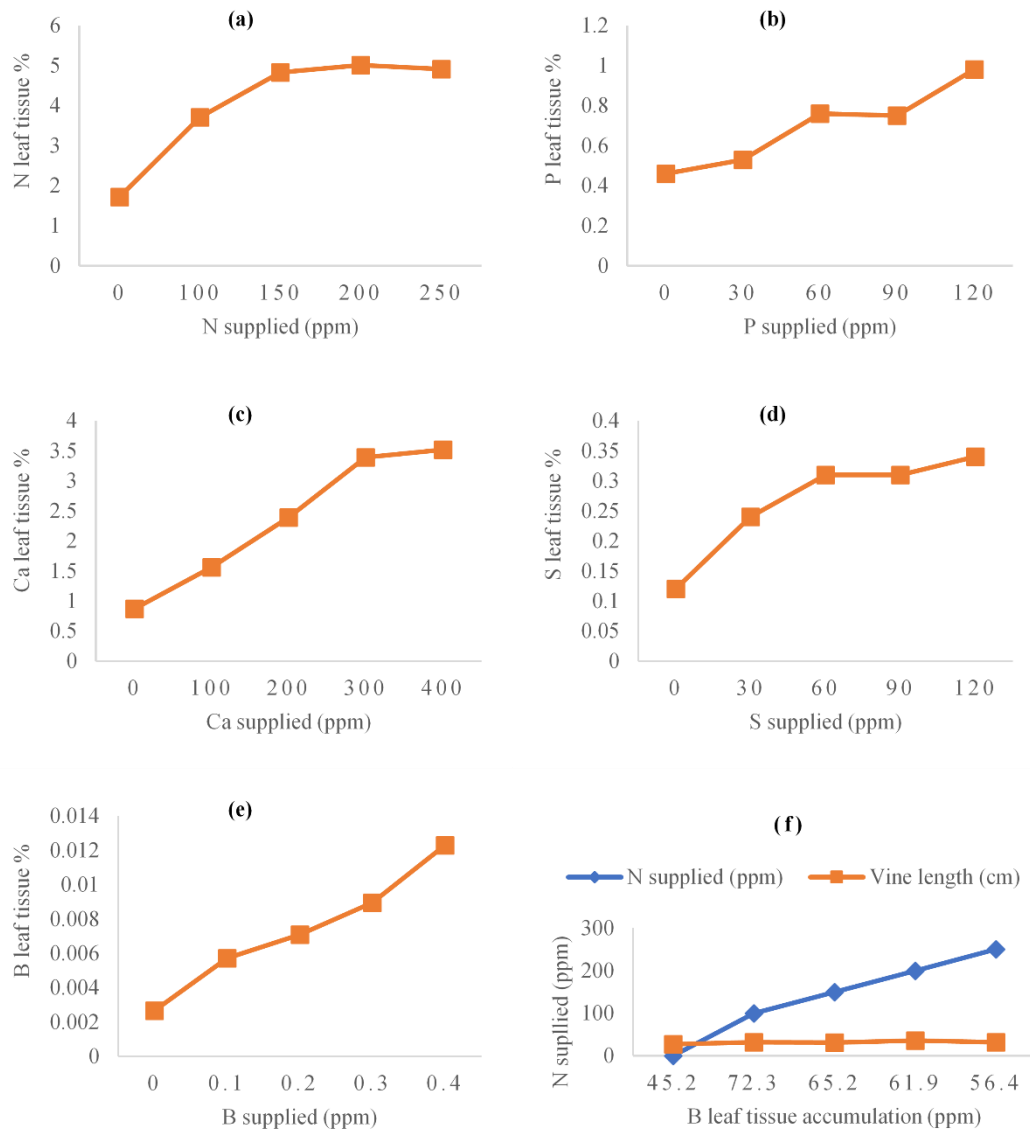 (a)
N leaf tissue %
6
5
4
3
2
1
0
0 100 150 200 250
N supplied (ppm)
(b)
P leaf tissue %
1.2
1
0.8
0.6
0.4
0.2
0
0 30 60 90 120
P supplied (ppm)
(c)
Ca leaf tissue %
4
3.5
3
2.5
2
1.5
1
0.5
0
0 100 200 300 400
Ca supplied (ppm)
(d)
S leaf tissue %
0.4
0.35
0.3
0.25
0.2
0.15
0.1
0.05
0
0 30 60 90 120
S supplied (ppm)
(e)
B leaf tissue %
0.014
0.012
0.01
0.008
0.006
0.004
0.002
0
0 0.1 0.2 0.3 0.4
B supplied (ppm)
(f)
N supplied (ppm) Vine length (cm)
N supllied (ppm)
300
200
100
0
45.2 72.3 65.2 61.9 56.4
B leaf tissue accumulation (ppm)